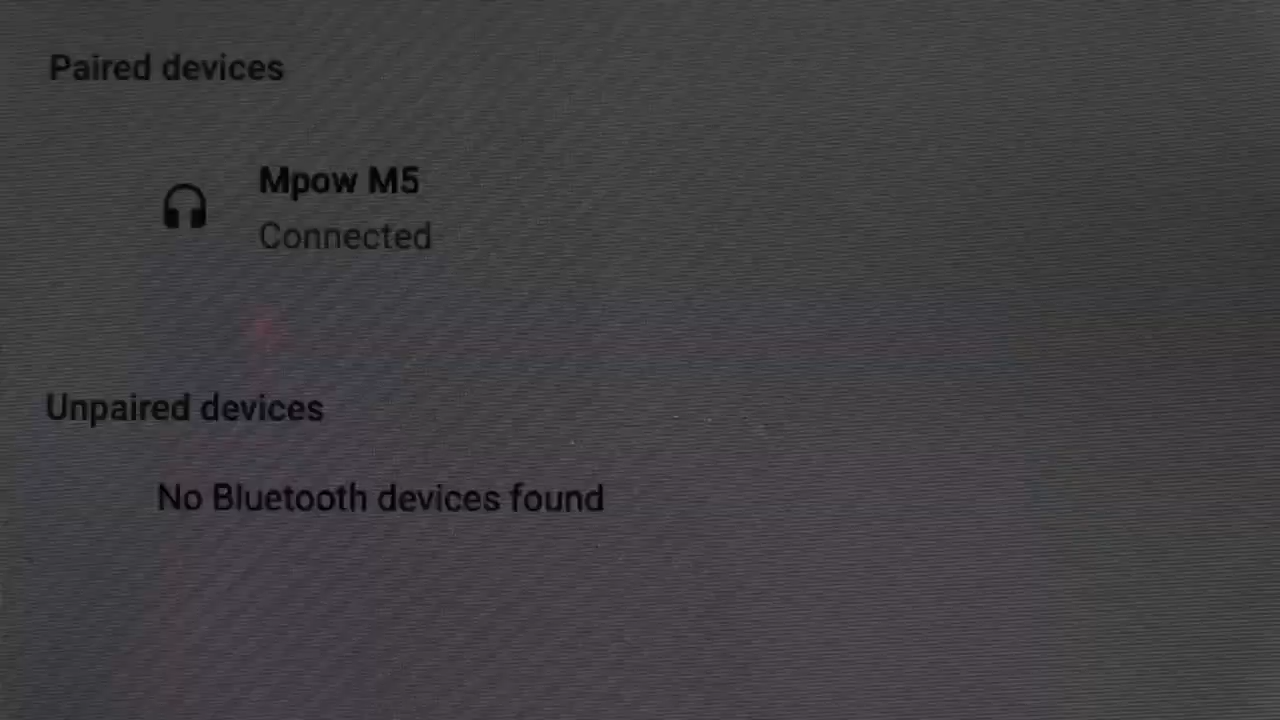 Paired devices
Mpow M5
Connected
Unpaired devices
No Bluetooth devices found